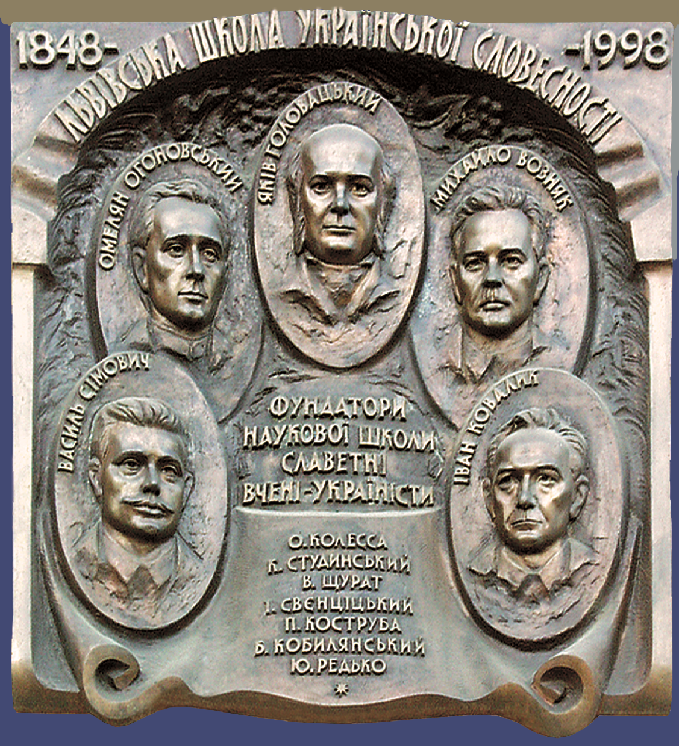 1848-
ЛЬВІВСЬКА ШКОЛА УКРАЇНСЬКОЇ СЛОВЕСНОСТІ
-1998
ОМЕЛЯН ОГОНОВСЬКИЙ
ЯКІВ ГОЛОВАЦЬКИЙ
МИХАЙЛО ВОЗНЯК
ВАСИЛЬ СІМОВИЧ
ІВАН КОВАЛИК
ФУНДАТОРИ
НАУКОВОЇ ШКОЛИ
СЛАВЕТНІ
ВЧЕНІ-УКРАЇНІСТИ
О.КОЛЕССА
К.СТУДИНСЬКИЙ
В.ЩУРАТ
І.СВЄНЦІЦЬКИЙ
П.КОСТРУБА
Б.КОБИЛЯНСЬКИЙ
Ю.РЕДЬКО